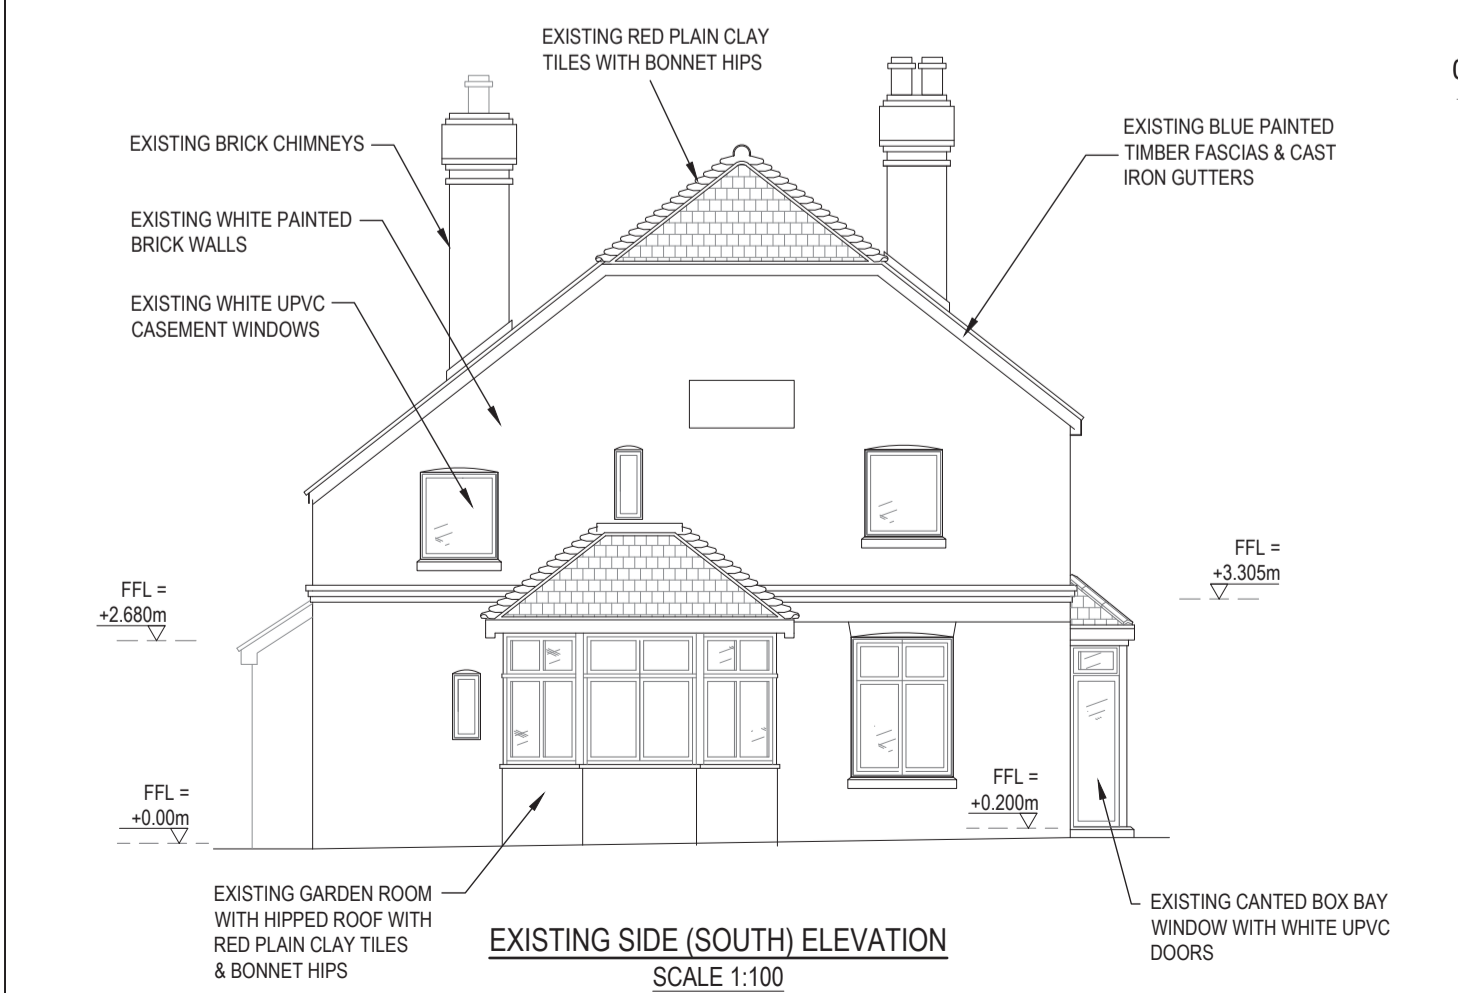 EXISTING RED PLAIN CLAY
TILES WITH BONNET HIPS
EXISTING BRICK CHIMNEYS
EXISTING WHITE PAINTED
BRICK WALLS
EXISTING WHITE UPVC
CASEMENT WINDOWS
EXISTING BLUE PAINTED
TIMBER FASCIAS & CAST
IRON GUTTERS
FFL =
+2.680m
FFL =
+3.305m
FFL =
+0.00m
FFL =
+0.200m
EXISTING GARDEN ROOM
WITH HIPPED ROOF WITH
RED PLAIN CLAY TILES
& BONNET HIPS
EXISTING CANTED BOX BAY
WINDOW WITH WHITE UPVC
DOORS
EXISTING SIDE (SOUTH) ELEVATION
SCALE 1:100